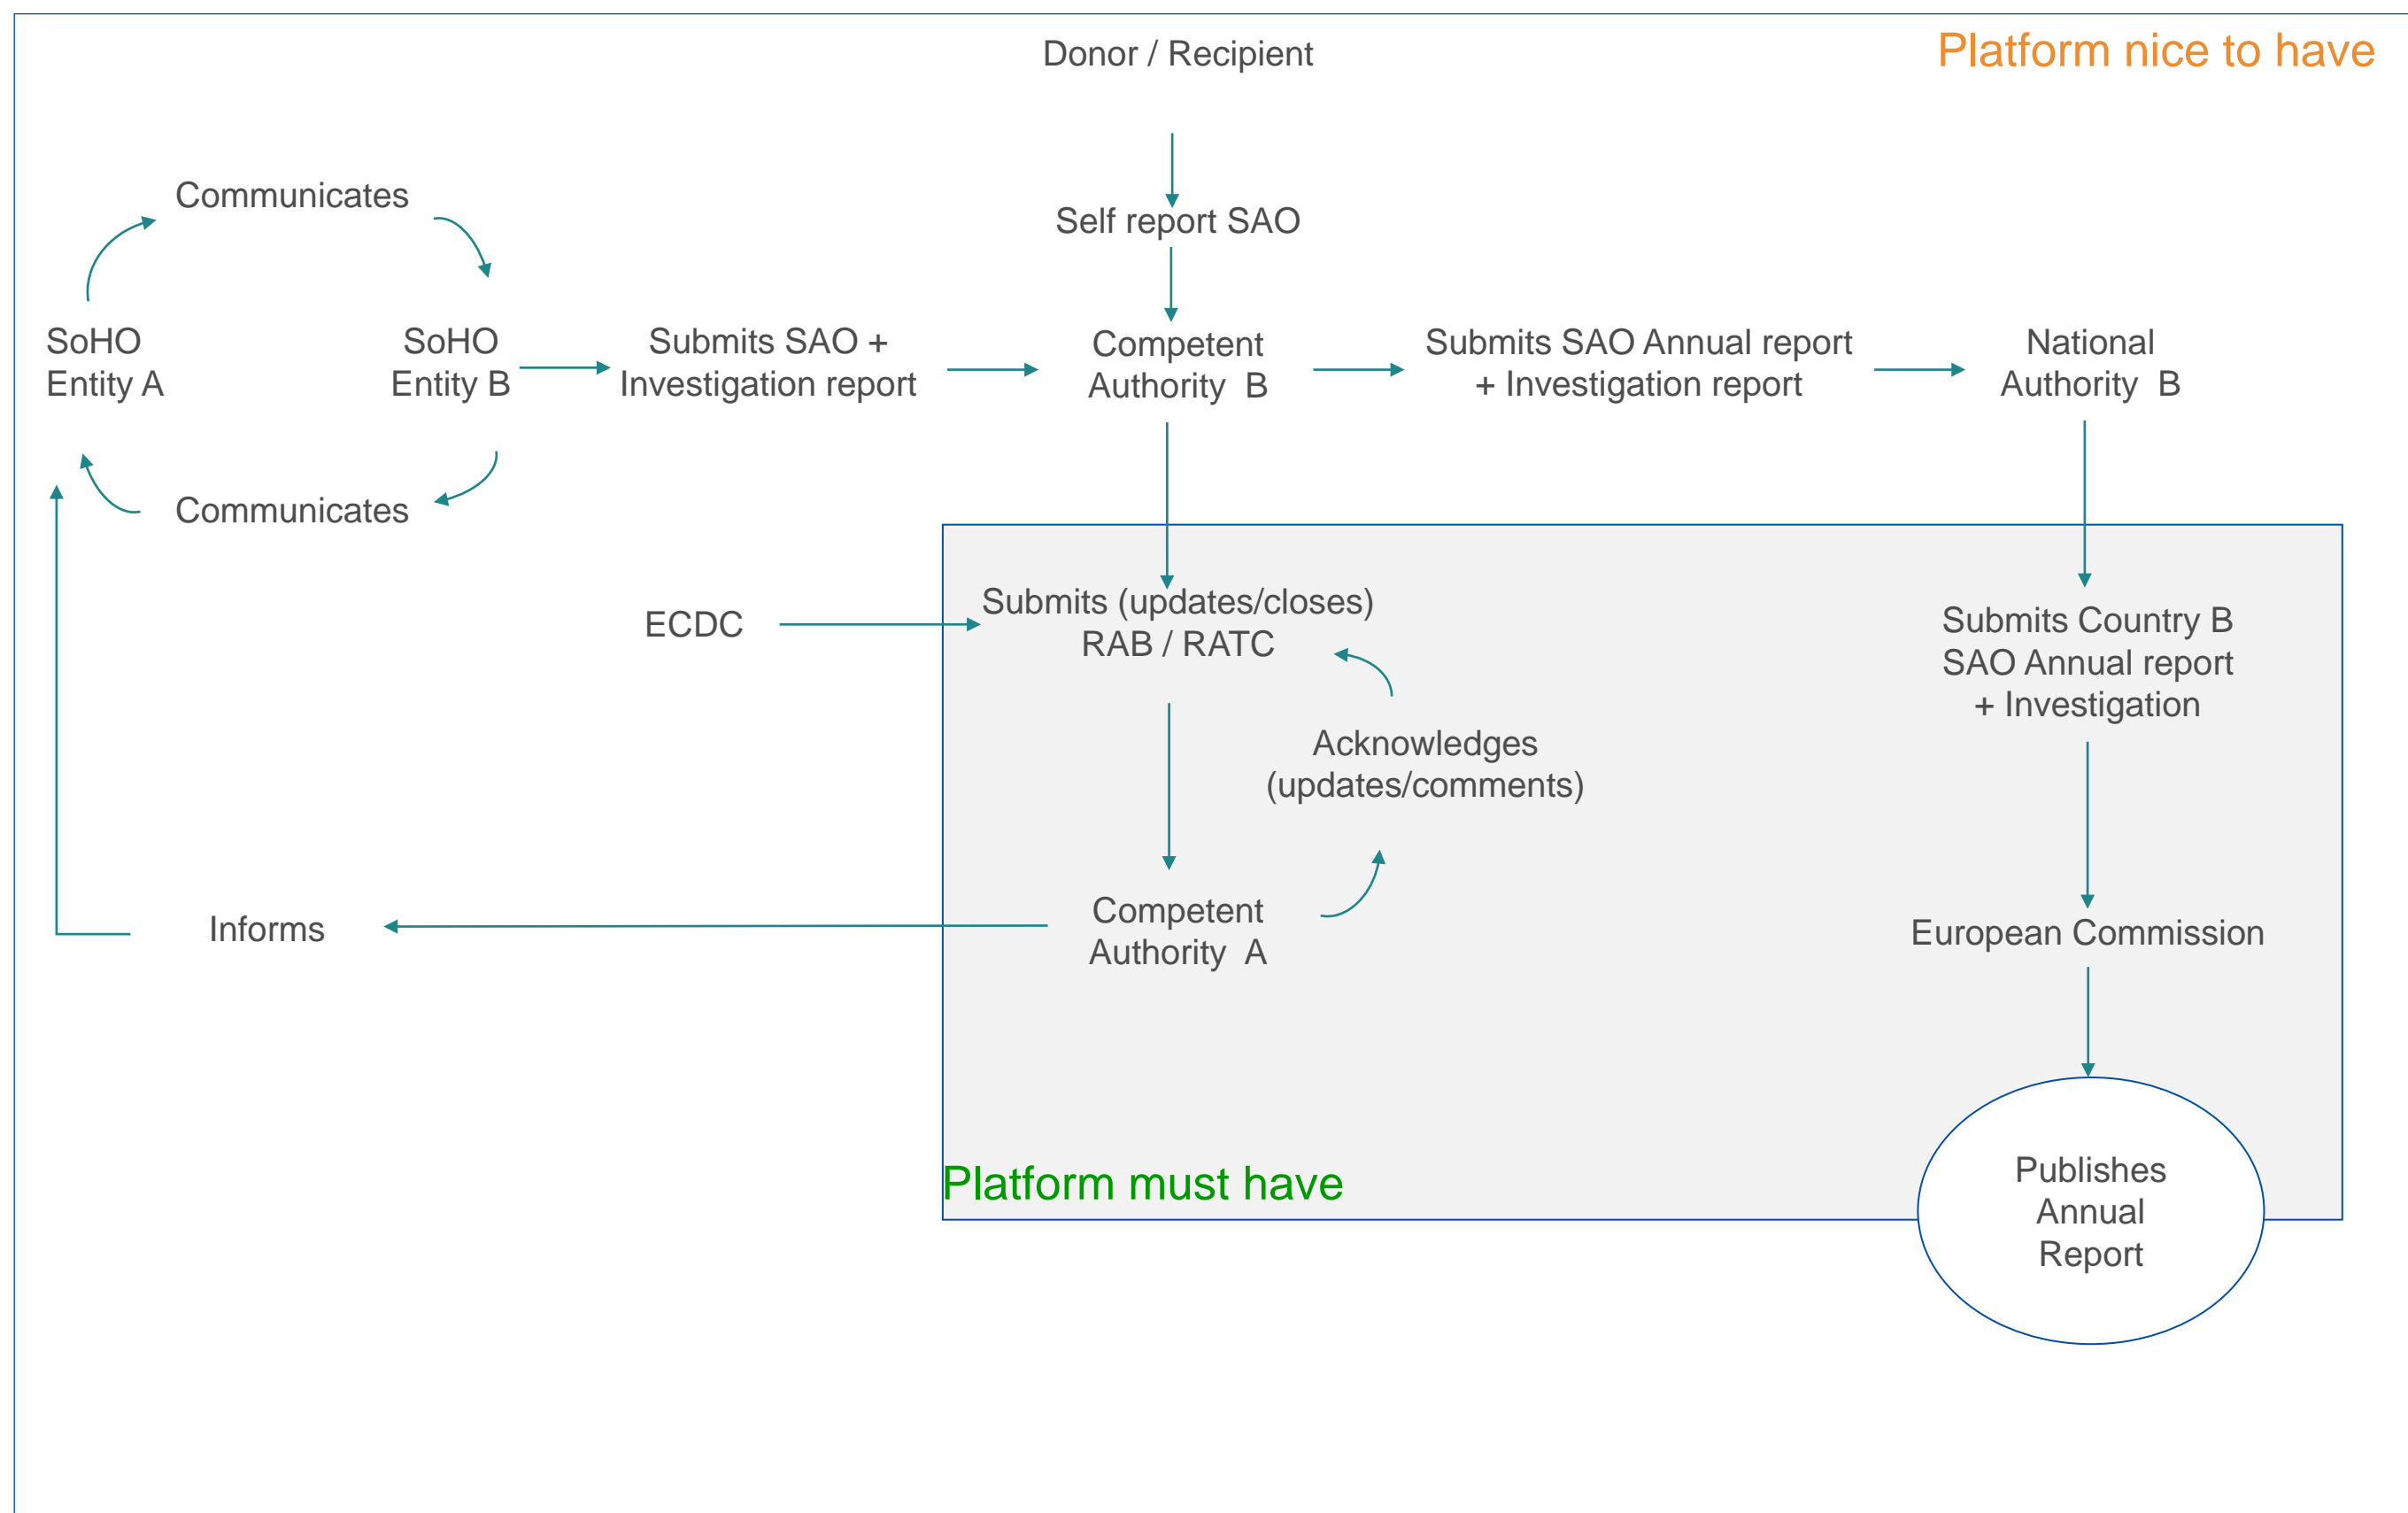 Donor / Recipient
Platform nice to have
Communicates
Self report SAO
SoHO
Entity A
SoHO
Entity B
Submits SAO +
Investigation report
Competent
Authority B
Submits SAO Annual report
+ Investigation report
National
Authority B
Communicates
ECDC
Submits (updates/closes)
RAB / RATC
Submits Country B
SAO Annual report
+ Investigation
Acknowledges
(updates/comments)
Informs
Competent
Authority A
European Commission
Platform must have
Publishes
Annual
Report